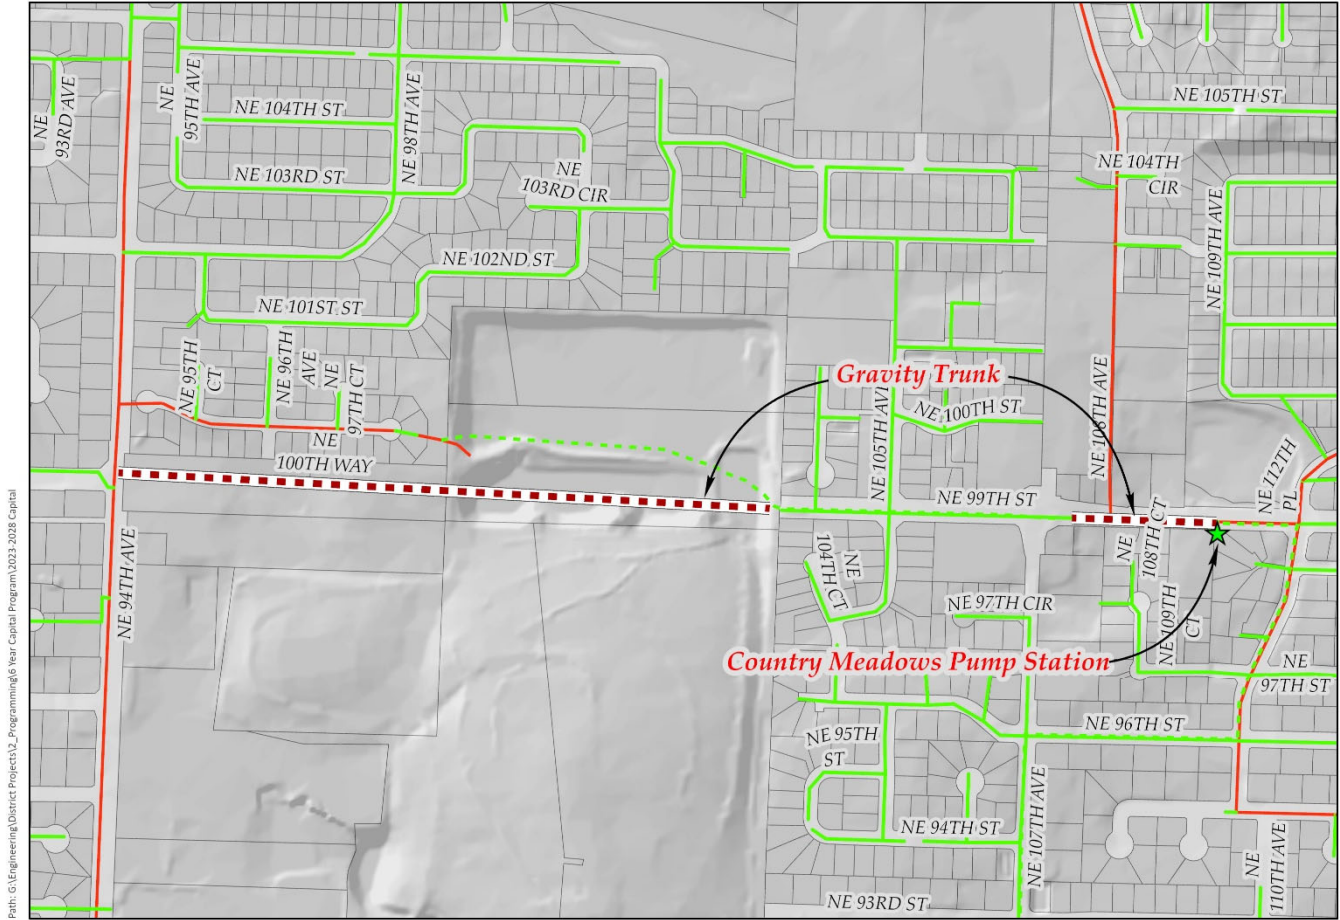 NE 105TH ST
NE
93RD AVE
NE
95TH AVE
NE 104TH ST
NE 98TH AVE
NE 104TH
CIR
NE 103RD ST
NE
103RD CIR
NE 109TH AVE
NE 102ND ST
NE 101ST ST
NE 95TH
CT
NE 96TH
AVE
NE
97TH CT
Gravity Trunk
NE 105TH AVE
NE 100TH ST
NE 106TH AVE
NE
100TH WAY
NE 99TH ST
NE 112TH
PL
NE
108TH CT
NE 94TH AVE
NE
104TH CT
NE 97TH CIR
NE 109TH
CT
Country Meadows Pump Station
NE
97TH ST
NE 96TH ST
NE 95TH
ST
NE 107TH AVE
NE 94TH ST
NE
110TH AVE
NE 93RD ST
Path: G:\Engineering\District Projects\2_Programming\6 Year Capital Program\2023-2028 Capital